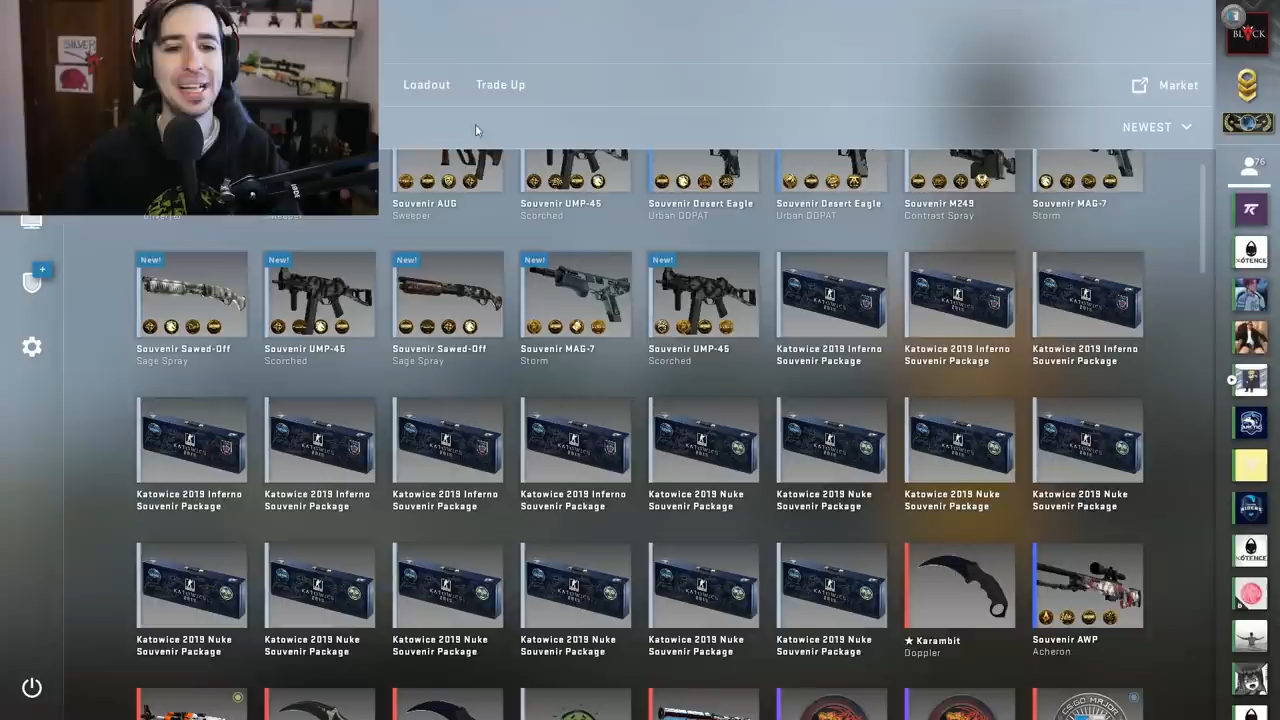 SILVER
BLVCK
Loadout
Trade Up
Market
NEWEST
76
Souvenir AUG
Sweeper
Souvenir UMP-45
Scorched
Souvenir Desert Eagle
Urban DDPAT
Souvenir Desert Eagle
Urban DDPAT
Souvenir M249
Contrast Spray
Souvenir MAG-7
Storm
New!
New!
New!
New!
New!
Souvenir Sawed-Off
Sage Spray
Souvenir UMP-45
Scorched
Souvenir Sawed-Off
Sage Spray
Souvenir MAG-7
Storm
Souvenir UMP-45
Scorched
Katowice 2019 Inferno
Souvenir Package
Katowice 2019 Inferno
Souvenir Package
Katowice 2019 Inferno
Souvenir Package
Katowice 2019 Inferno
Souvenir Package
Katowice 2019 Inferno
Souvenir Package
Katowice 2019 Inferno
Souvenir Package
Katowice 2019 Inferno
Souvenir Package
Katowice 2019 Nuke
Souvenir Package
Katowice 2019 Nuke
Souvenir Package
Katowice 2019 Nuke
Souvenir Package
Katowice 2019 Nuke
Souvenir Package
Katowice 2019 Nuke
Souvenir Package
Katowice 2019 Nuke
Souvenir Package
Katowice 2019 Nuke
Souvenir Package
Katowice 2019 Nuke
Souvenir Package
Katowice 2019 Nuke
Souvenir Package
Katowice 2019 Nuke
Souvenir Package
★ Karambit
Doppler
Souvenir AWP
Acheron